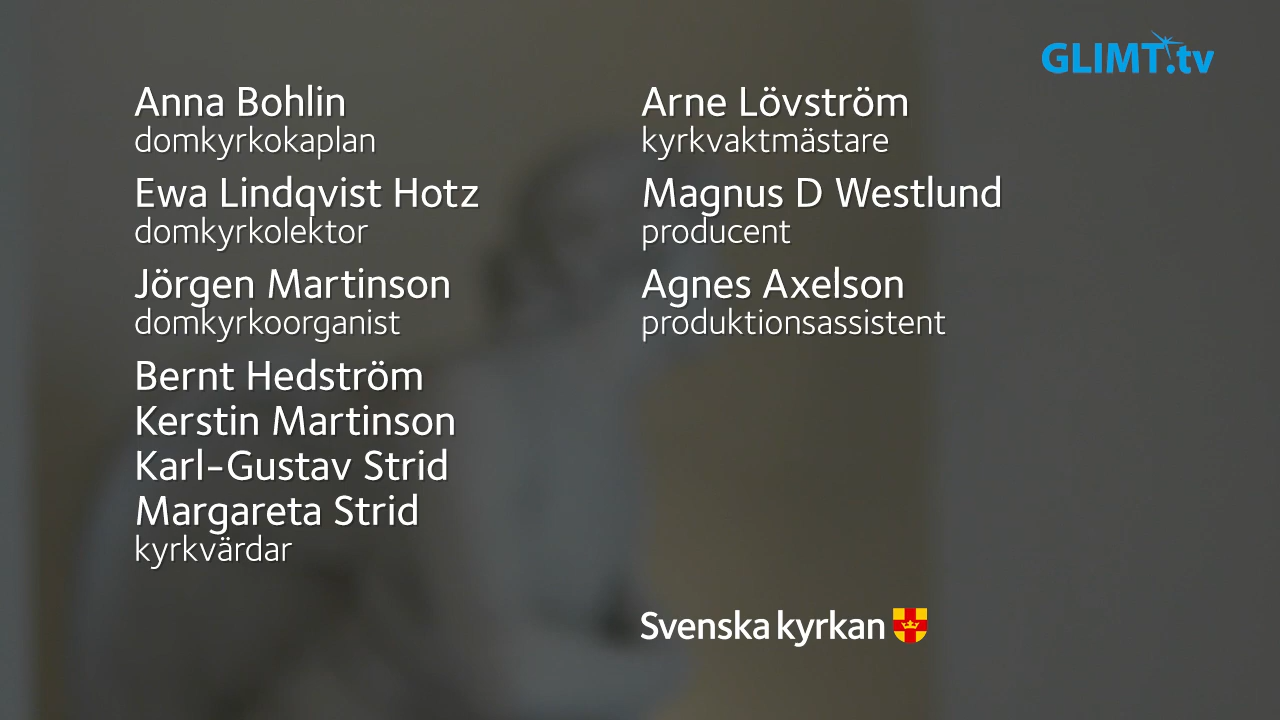 GLIMT.tv
Anna Bohlin
domkyrkokaplan
Ewa Lindqvist Hotz
domkyrkolektor
Jörgen Martinson
domkyrkoorganist
Bernt Hedström
Kerstin Martinson
Karl-Gustav Strid
Margareta Strid
kyrkvärdar
Arne Lövström
kyrkvaktmästare
Magnus D Westlund
producent
Agnes Axelson
produktionsassistent
Svenska kyrkan